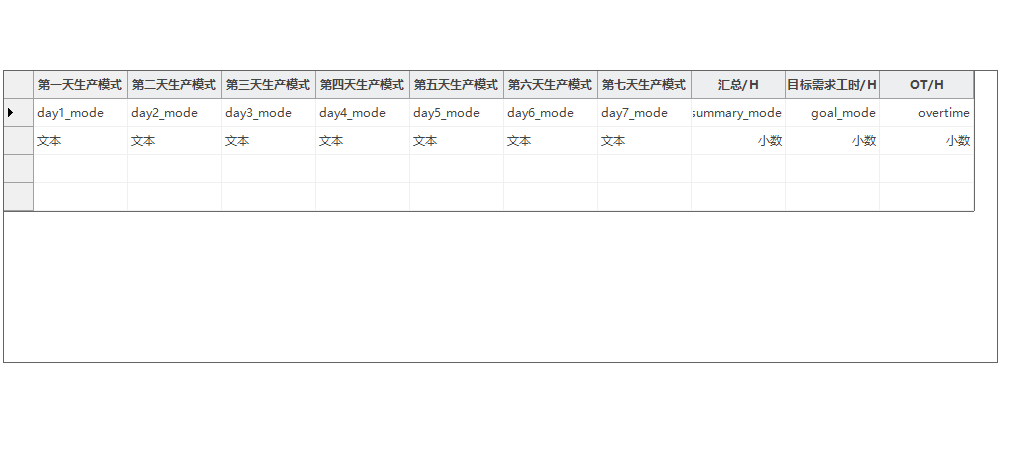 第一天生产模式 第二天生产模式 第三天生产模式 第四天生产模式 第五天生产模式 第六天生产模式 第七天生产模式 汇总/H 目标需求工时/H OT/H
day1_mode day2_mode day3_mode day4_mode day5_mode day6_mode day7_mode summary_mode goal_mode overtime
文本 文本 文本 文本 文本 文本 文本 小数 小数 小数